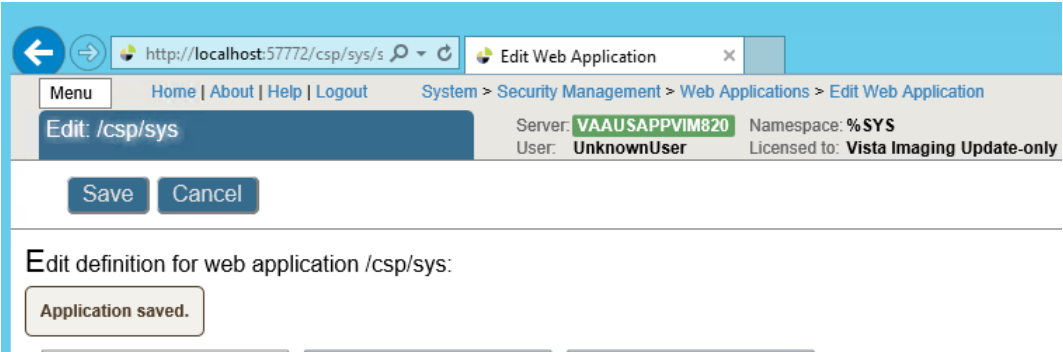 http://localhost:57772/csp/sys/s
Edit Web Application
Menu Home | About | Help | Logout System > Security Management > Web Applications > Edit Web Application
Edit: /csp/sys Server: VAAUSAPPVIM820 Namespace: %SYS
User: UnknownUser Licensed to: Vista Imaging Update-only
Save Cancel
Edit definition for web application /csp/sys:
Application saved.